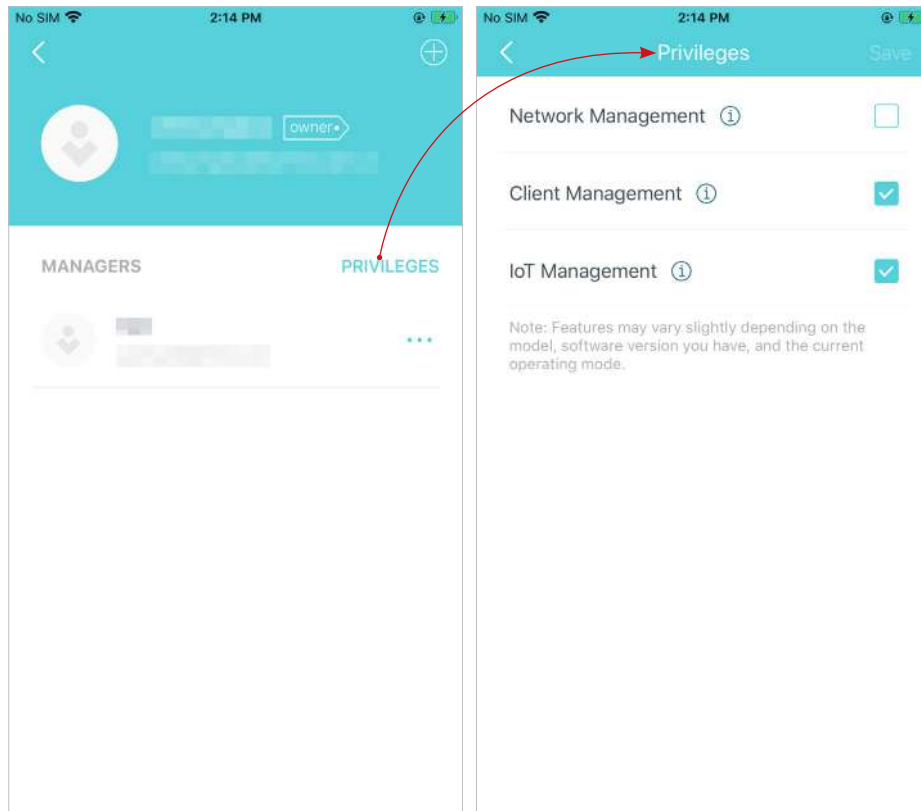 No SIM
2:14 PM
owner
MANAGERS
PRIVILEGES
No SIM
2:14 PM
Privileges
Save
Network Management
Client Management
IoT Management
Note: Features may vary slightly depending on the
model, software version you have, and the current
operating mode.